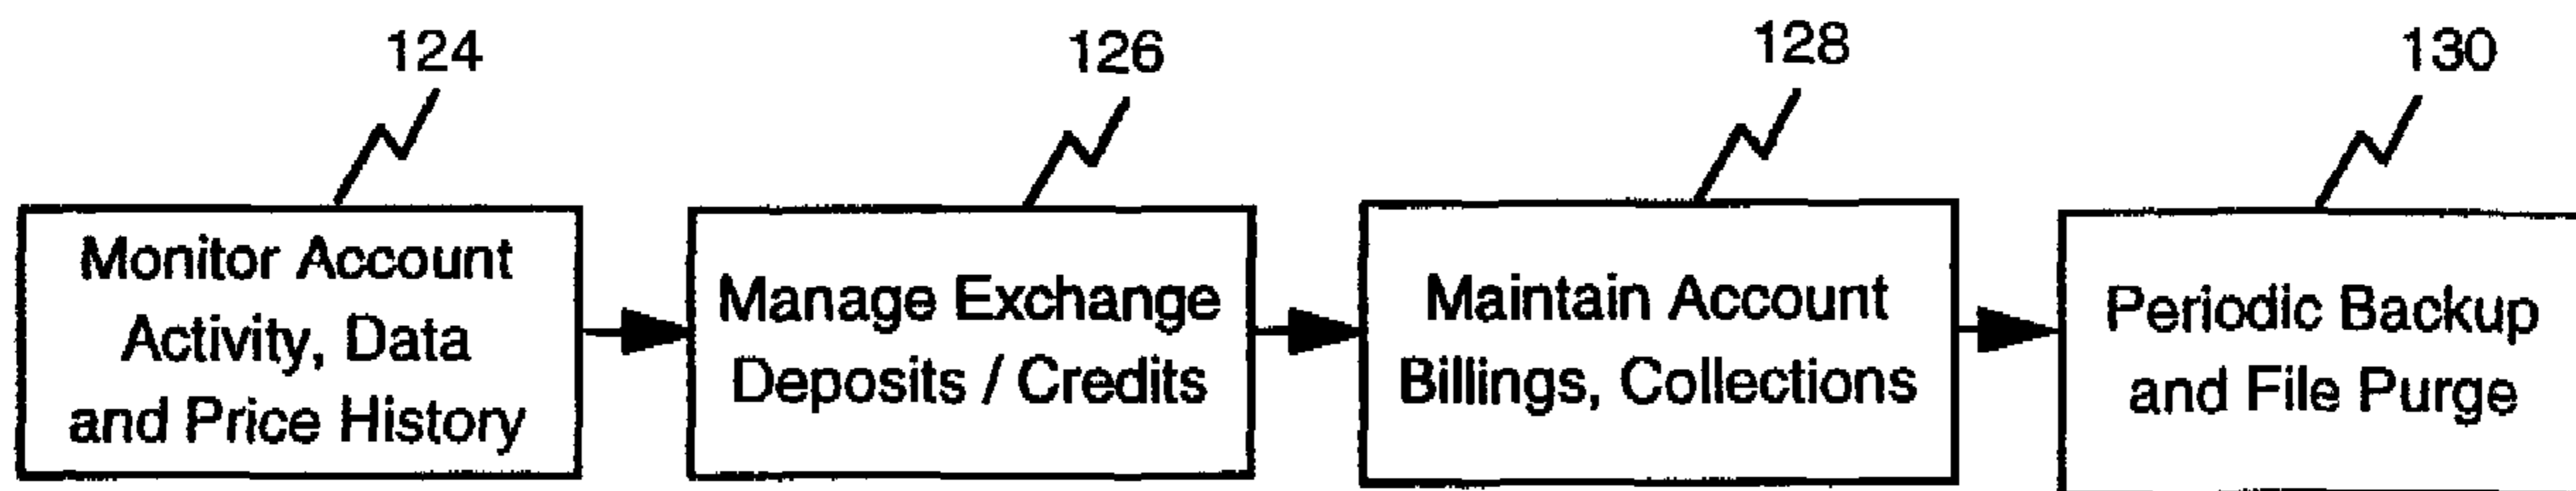 124
126
128
130
Monitor Account
Activity, Data
and Price History
Manage Exchange
Deposits / Credits
Maintain Account
Billings, Collections
Periodic Backup
and File Purge